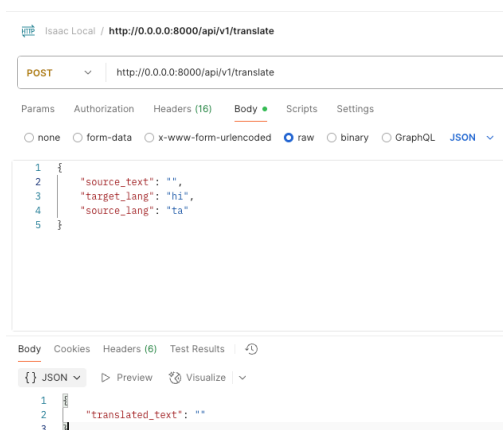 HTTP Isaac Local / http://0.0.0.0:8000/api/v1/translate
POST http://0.0.0.0:8000/api/v1/translate
Params Authorization Headers (16) Body Scripts Settings
none form-data x-www-form-urlencoded raw binary GraphQL JSON
1 {
2 "source_text": "",
3 "target_lang": "hi",
4 "source_lang": "ta"
5 }
Body Cookies Headers (6) Test Results
{} JSON Preview Visualize
1 {
2 "translated_text": ""
3 }